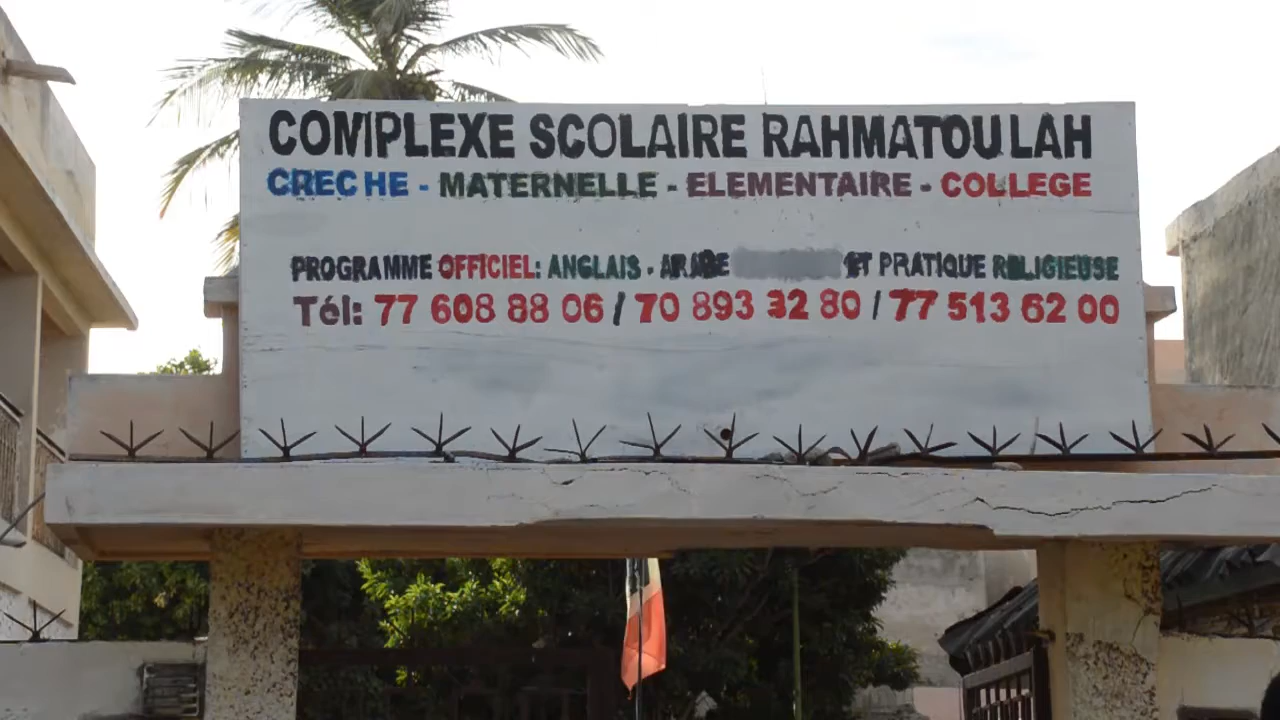 COMPLEXE SCOLAIRE RAHMATOULAH
CRECHE - MATERNELLE - ELEMENTAIRE - COLLEGE
PROGRAMME OFFICIEL: ANGLAIS - ARABE ET PRATIQUE RELIGIEUSE
Tél: 77 608 88 06 / 70 893 32 80 / 77 513 62 00